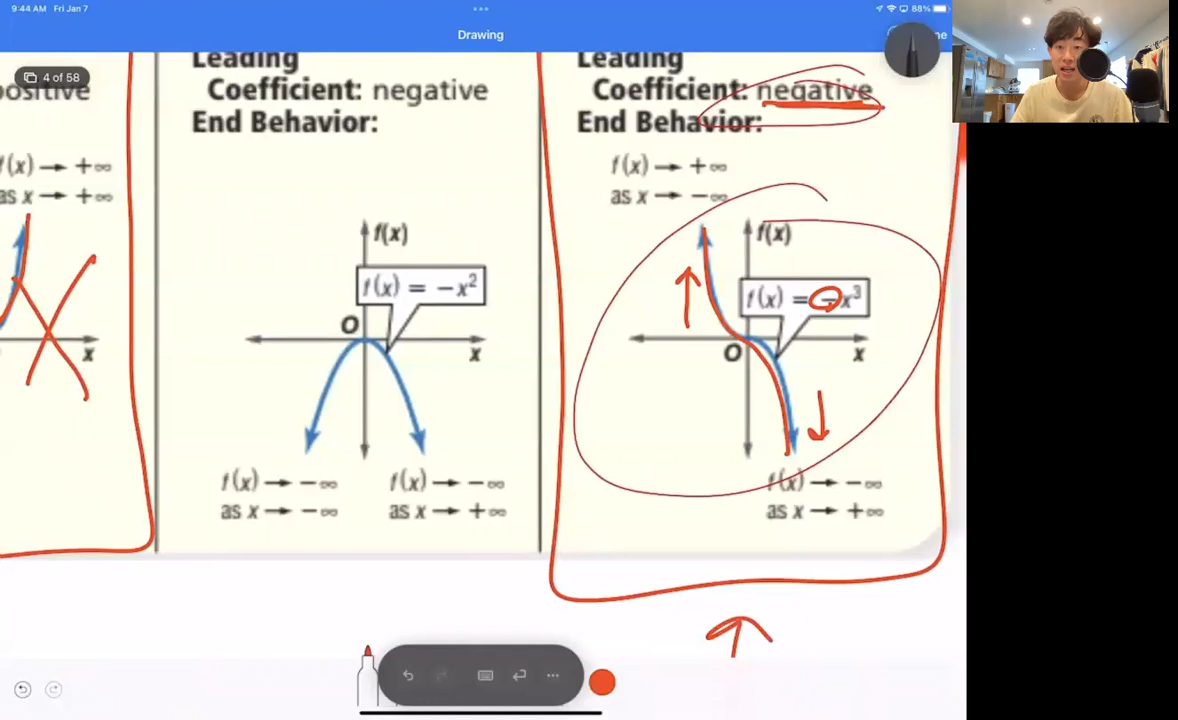 9:44 AM Fri Jan 7
88%
Drawing
4 of 58
positive
f(x) → +∞
as x → +∞
x
Leading
Coefficient: negative
End Behavior:
f(x)
f(x) = −x²
O
x
f(x) → −∞
as x → −∞
f(x) → −∞
as x → +∞
Leading
Coefficient: negative
End Behavior:
f(x) → +∞
as x → −∞
f(x)
f(x) = −x³
O
x
f(x) → −∞
as x → +∞